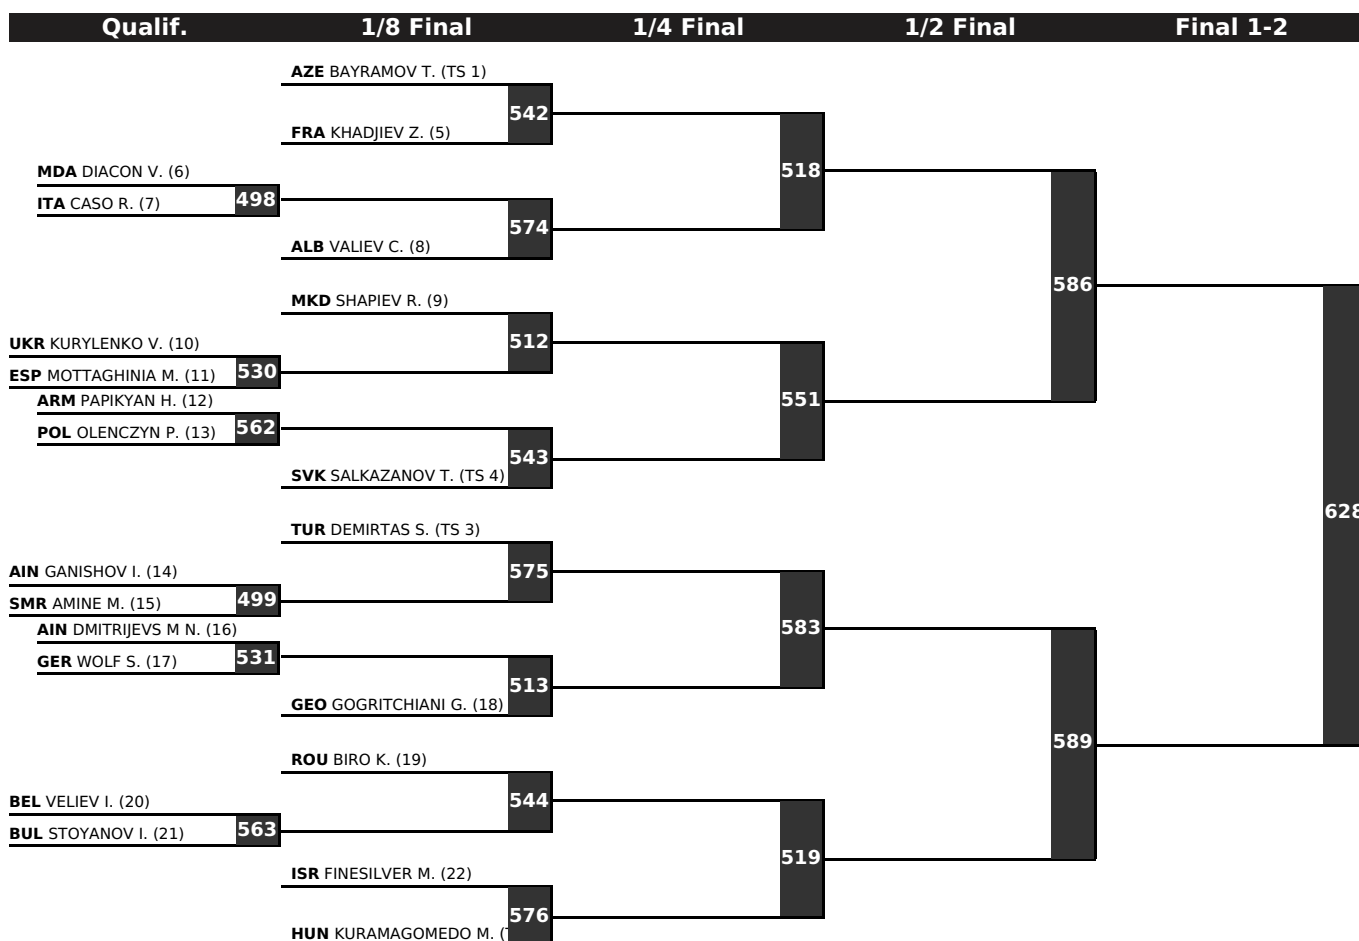 Qualif. 1/8 Final 1/4 Final 1/2 Final Final 1-2
AZE BAYRAMOV T. (TS 1)
542
FRA KHADJIEV Z. (5)
MDA DIACON V. (6)
518
498
ITA CASO R. (7)
574
ALB VALIEV C. (8)
586
MKD SHAPIEV R. (9)
512
UKR KURYLENKO V. (10)
530
ESP MOTTAGHINIA M. (11)
551
ARM PAPIKYAN H. (12)
562
POL OLENCZYN P. (13)
543
SVK SALKAZANOV T. (TS 4)
628
TUR DEMIRTAS S. (TS 3)
575
AIN GANISHOV I. (14)
499
SMR AMINE M. (15)
583
AIN DMITRIJEVS M N. (16)
531
GER WOLF S. (17)
513
GEO GOGRITCHIANI G. (18)
589
ROU BIRO K. (19)
544
BEL VELIEV I. (20)
563
BUL STOYANOV I. (21)
519
ISR FINESILVER M. (22)
576
HUN KURAMAGOMEDO M.